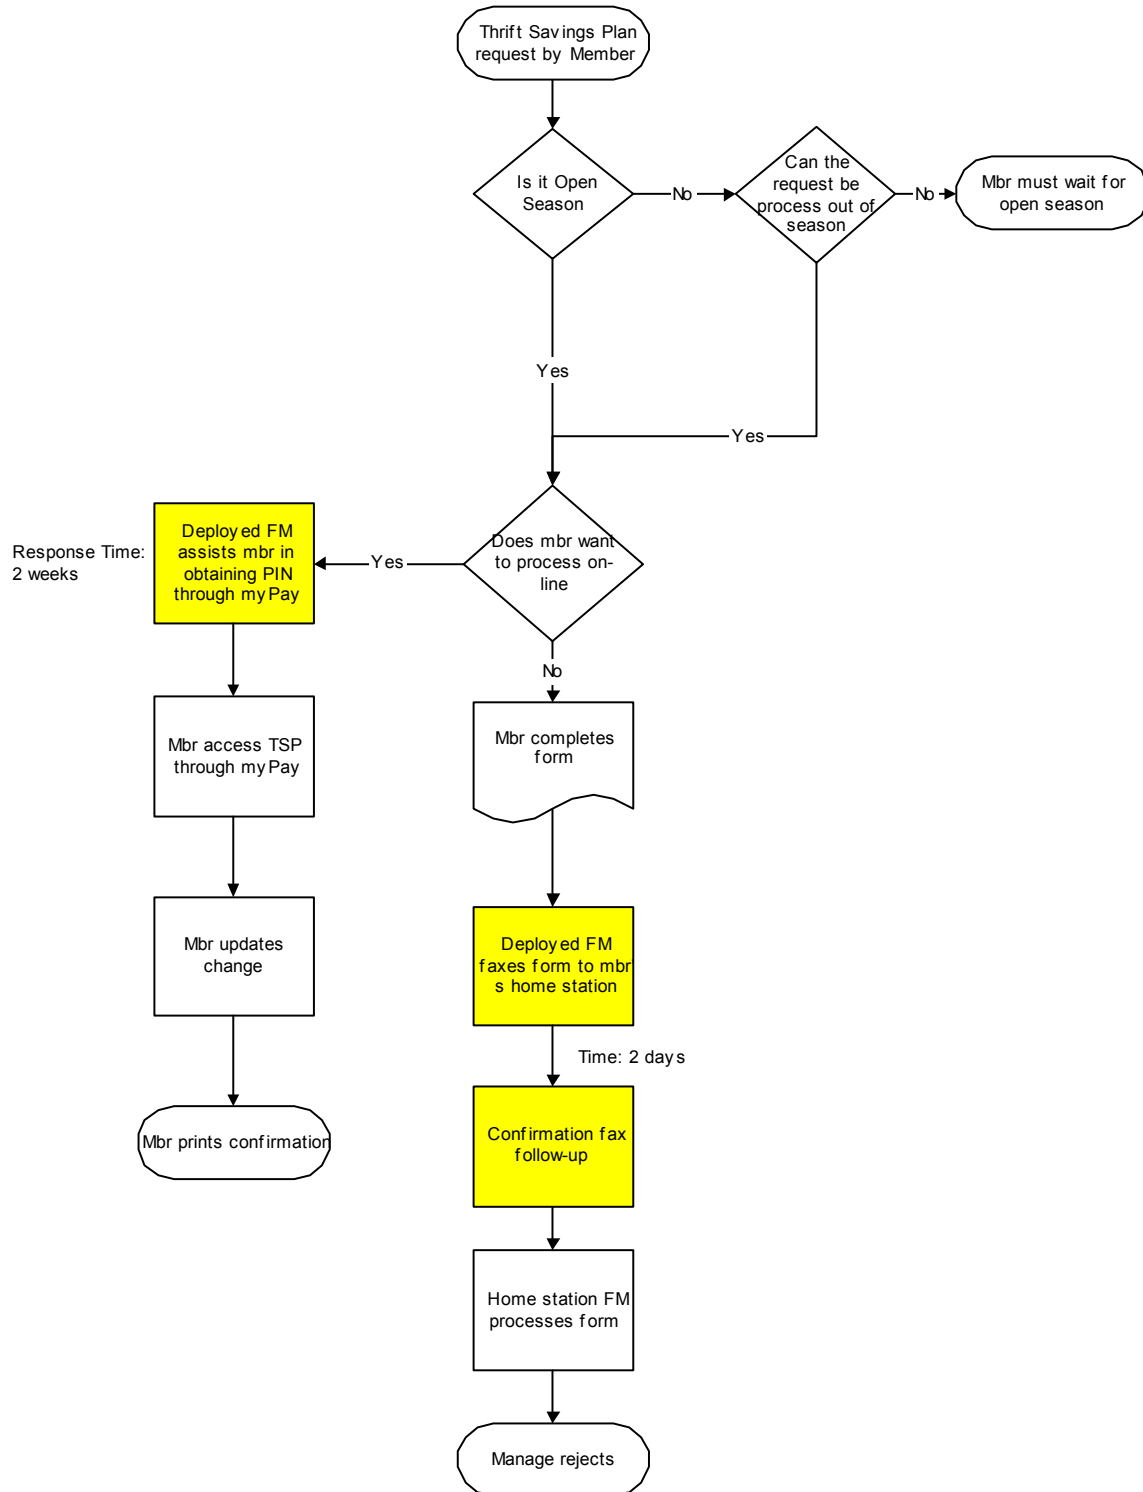 Thrift Savings Plan
request by Member
Is it Open
Season
No
Can the
request be
process out of
season
No
Mbr must wait for
open season
Yes
Yes
Does mbr want
to process on-
line
Yes
Deployed FM
assists mbr in
obtaining PIN
through myPay
Response Time:
2 weeks
No
Mbr access TSP
through myPay
Mbr completes
form
Mbr updates
change
Deployed FM
faxes form to mbr'
s home station
Time: 2 days
Mbr prints confirmation
Confirmation fax
follow-up
Home station FM
processes form
Manage rejects